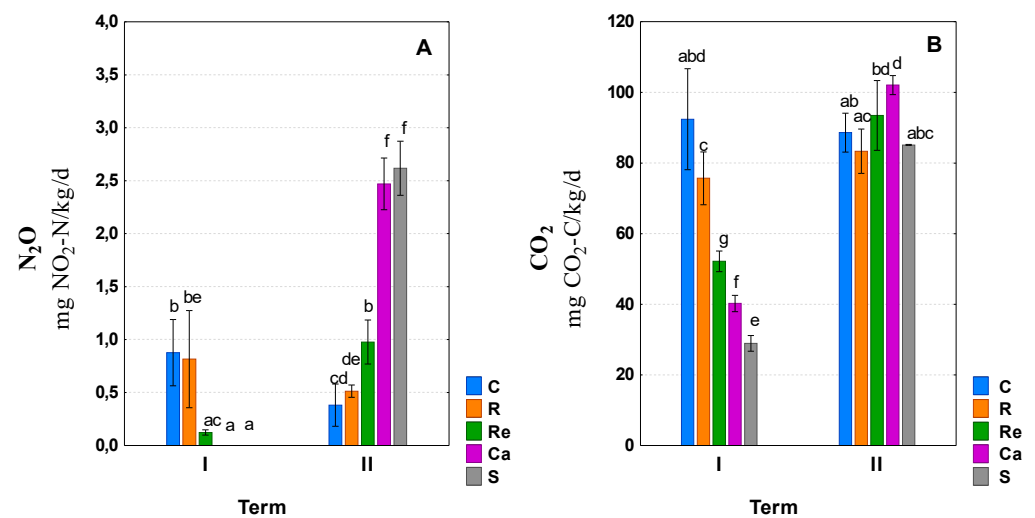 4,0
3,5
3,0
2,5
2,0
1,5
1,0
0,5
0,0
N₂O
mg NO₂-N/kg/d
A
b
be
ac
a
a
cd
de
b
f
f
I
II
Term
C
R
Re
Ca
S
120
100
80
60
40
20
0
CO₂
mg CO₂-C/kg/d
B
abd
c
g
f
e
ab
ac
bd
d
abc
I
II
Term
C
R
Re
Ca
S